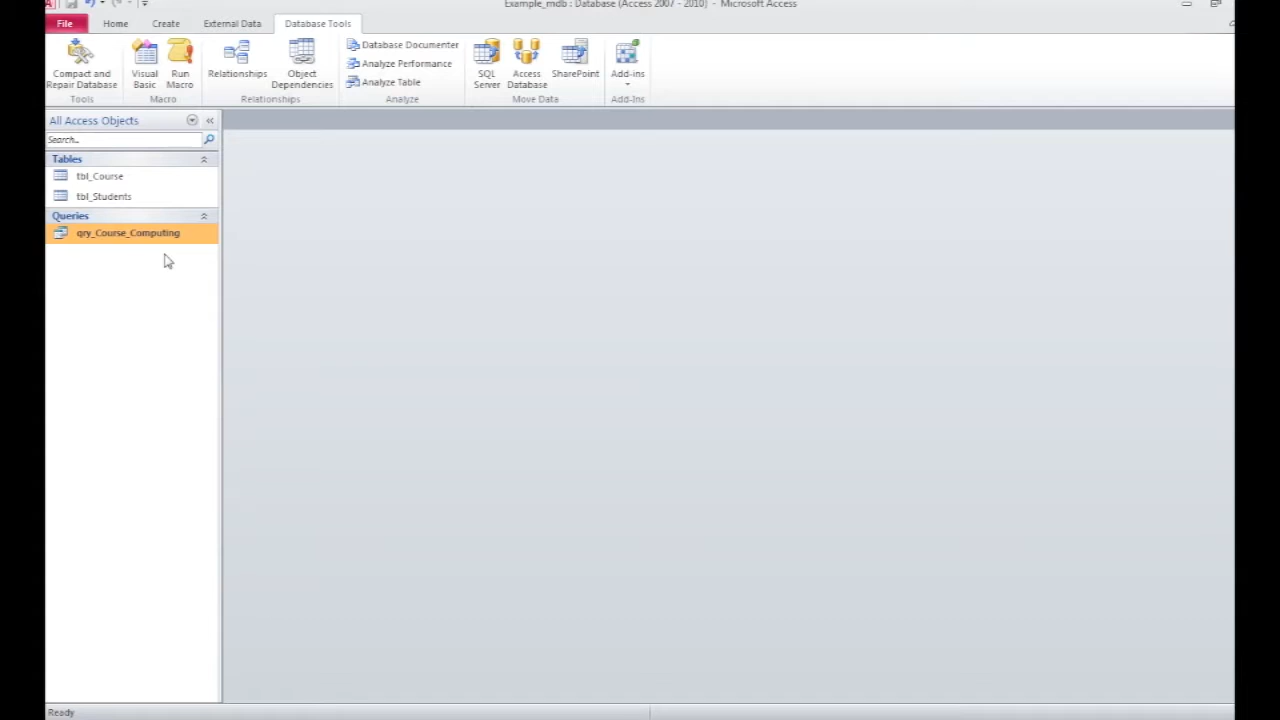 Example_mdb : Database (Access 2007 - 2010) - Microsoft Access
File Home Create External Data Database Tools
Compact and Repair Database
Visual Basic
Run Macro
Relationships
Object Dependencies
Database Documenter
Analyze Performance
Analyze Table
SQL Server
Access Database
SharePoint
Add-ins
Tools Macro Relationships Analyze Move Data Add-Ins
All Access Objects
Search...
Tables
tbl_Course
tbl_Students
Queries
qry_Course_Computing
Ready